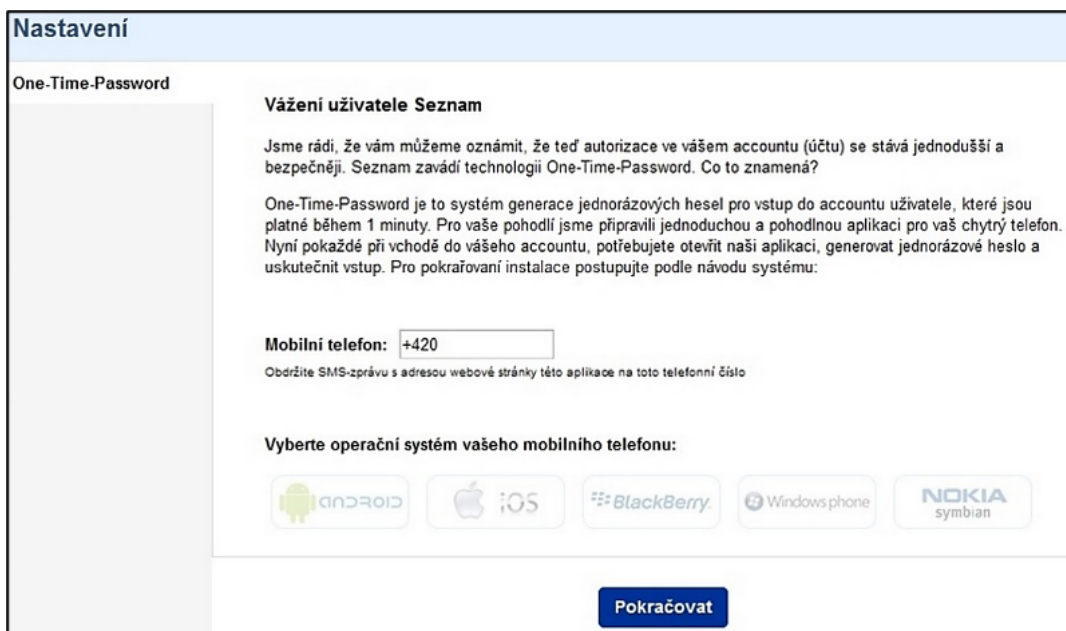 Nastavení
One-Time-Password
Vážení uživatele Seznam
Jsme rádi, že vám můžeme oznámit, že teď autorizace ve vášem accountu (účtu) se stává jednodušší a
bezpečněji. Seznam zavádí technologii One-Time-Password. Co to znamená?
One-Time-Password je to systém generace jednorázových hesel pro vstup do accountu uživatele, které jsou
platné během 1 minuty. Pro vaše pohodlí jsme připravili jednoduchou a pohodlnou aplikaci pro vaš chytrý telefon.
Nyní pokaždé při vchodě do vášeho accountu, potřebujete otevřit naši aplikaci, generovat jednorázové heslo a
uskutečnit vstup. Pro pokrařovaní instalace postupujte podle návodu systému:
Mobilní telefon: +420
Obdržíte SMS-zprávu s adresou webové stránky této aplikace na toto telefonní číslo
Vyberte operační systém vašeho mobilního telefonu:
android
iOS
BlackBerry.
Windows phone
NOKIA
symbian
Pokračovat